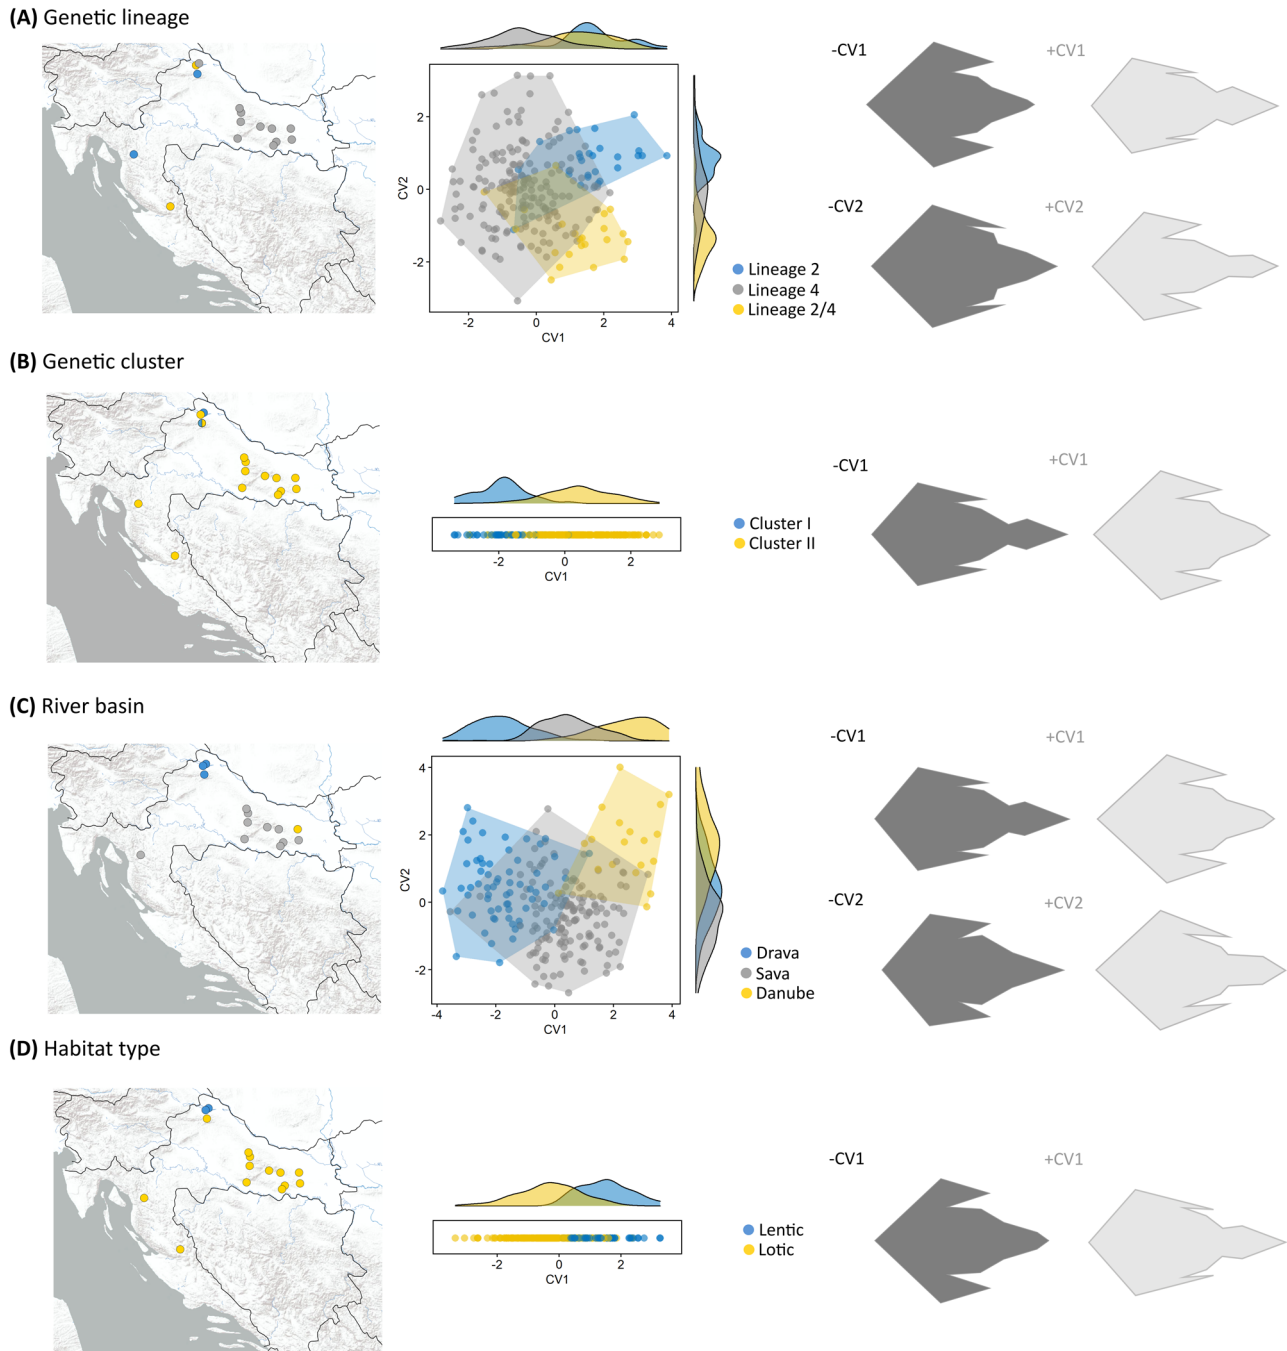 (A) Genetic lineage
CV2
2
0
-2
-2
0
2
4
CV1
Lineage 2
Lineage 4
Lineage 2/4
-CV1
+CV1
-CV2
+CV2
(B) Genetic cluster
-2
0
2
CV1
Cluster I
Cluster II
-CV1
+CV1
(C) River basin
CV2
4
2
0
-2
-4
-2
0
2
4
CV1
Drava
Sava
Danube
-CV1
+CV1
-CV2
+CV2
(D) Habitat type
-2
0
2
CV1
Lentic
Lotic
-CV1
+CV1